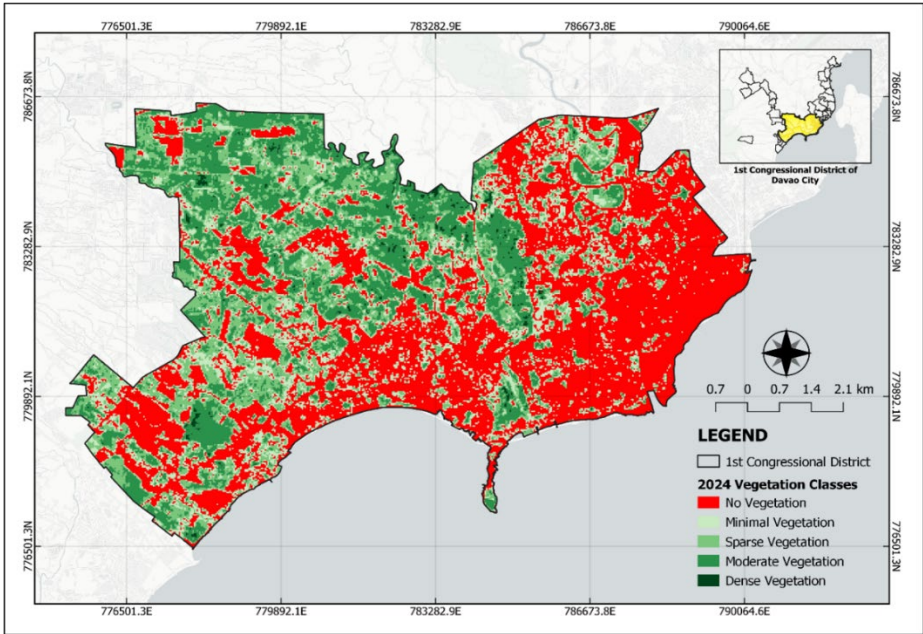 776501.3E 779892.1E 783282.9E 786673.8E 790064.6E
786673.8N
783282.9N
779892.1N
776501.3N
786673.8N
783282.9N
779892.1N
776501.3N
1st Congressional District of
Davao City
0.7 0 0.7 1.4 2.1 km
LEGEND
1st Congressional District
2024 Vegetation Classes
No Vegetation
Minimal Vegetation
Sparse Vegetation
Moderate Vegetation
Dense Vegetation
776501.3E 779892.1E 783282.9E 786673.8E 790064.6E